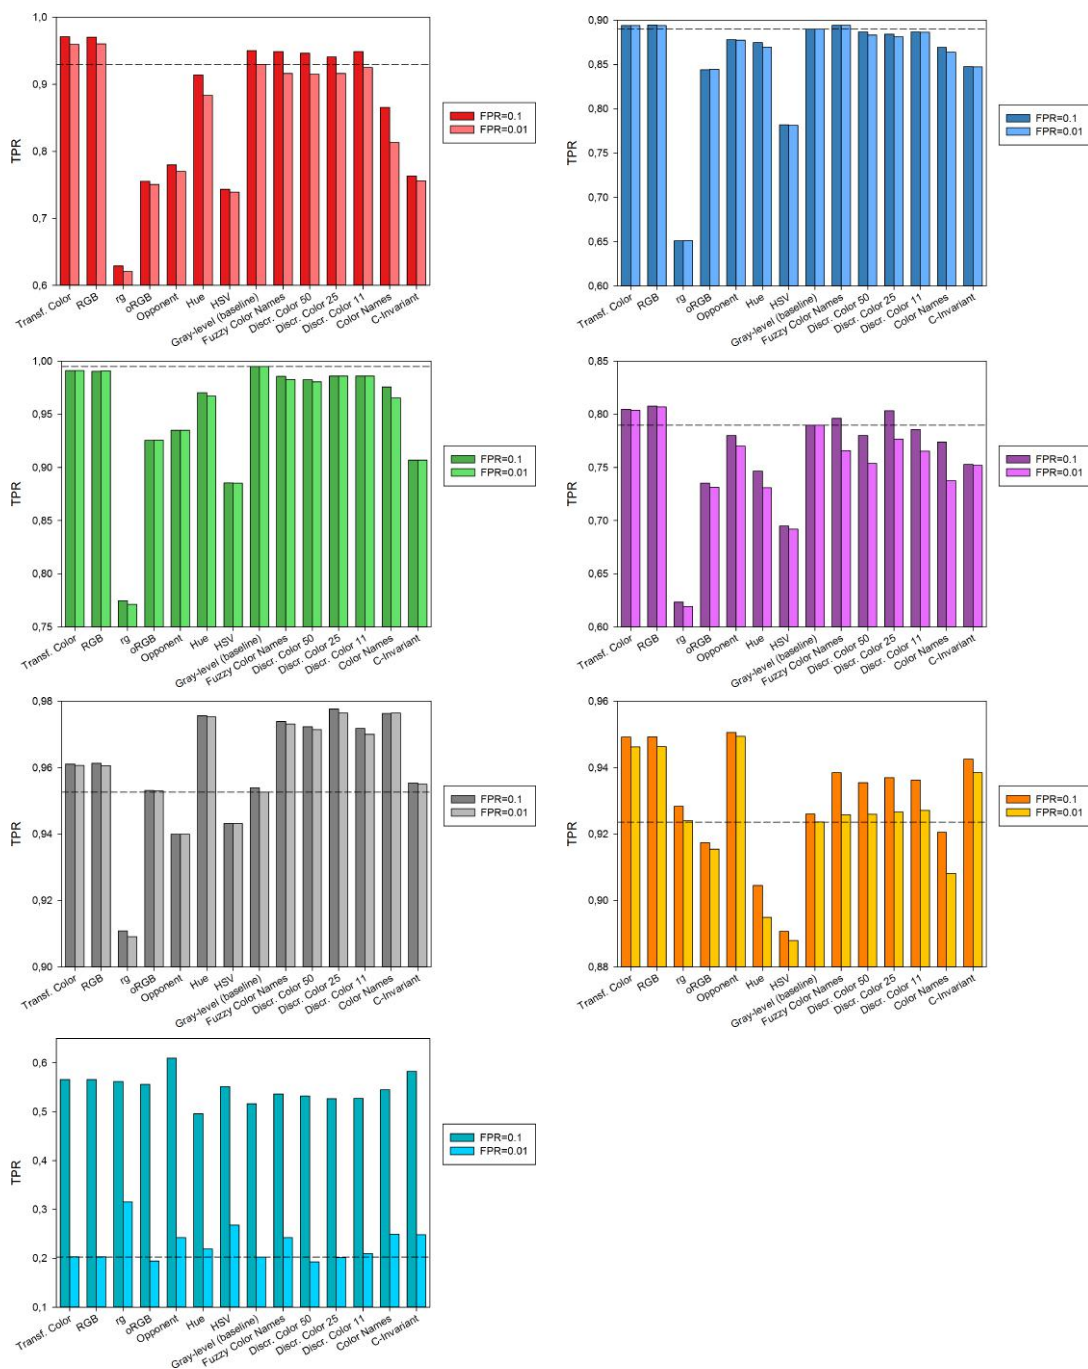 1,0
0,9
0,8
0,7
0,6
TPR
Transf. Color
RGB
rg
oRGB
Opponent
Hue
HSV
Gray-level (baseline)
Fuzzy Color Names
Discr. Color 50
Discr. Color 25
Discr. Color 11
Color Names
C-Invariant
FPR=0.1
FPR=0.01
0,90
0,85
0,80
0,75
0,70
0,65
0,60
TPR
Transf. Color
RGB
rg
oRGB
Opponent
Hue
HSV
Gray-level (baseline)
Fuzzy Color Names
Discr. Color 50
Discr. Color 25
Discr. Color 11
Color Names
C-Invariant
FPR=0.1
FPR=0.01
1,00
0,95
0,90
0,85
0,80
0,75
TPR
Transf. Color
RGB
rg
oRGB
Opponent
Hue
HSV
Gray-level (baseline)
Fuzzy Color Names
Discr. Color 50
Discr. Color 25
Discr. Color 11
Color Names
C-Invariant
FPR=0.1
FPR=0.01
0,85
0,80
0,75
0,70
0,65
0,60
TPR
Transf. Color
RGB
rg
oRGB
Opponent
Hue
HSV
Gray-level (baseline)
Fuzzy Color Names
Discr. Color 50
Discr. Color 25
Discr. Color 11
Color Names
C-Invariant
FPR=0.1
FPR=0.01
0,98
0,96
0,94
0,92
0,90
TPR
Transf. Color
RGB
rg
oRGB
Opponent
Hue
HSV
Gray-level (baseline)
Fuzzy Color Names
Discr. Color 50
Discr. Color 25
Discr. Color 11
Color Names
C-Invariant
FPR=0.1
FPR=0.01
0,96
0,94
0,92
0,90
0,88
TPR
Transf. Color
RGB
rg
oRGB
Opponent
Hue
HSV
Gray-level (baseline)
Fuzzy Color Names
Discr. Color 50
Discr. Color 25
Discr. Color 11
Color Names
C-Invariant
FPR=0.1
FPR=0.01
0,6
0,5
0,4
0,3
0,2
0,1
TPR
Transf. Color
RGB
rg
oRGB
Opponent
Hue
HSV
Gray-level (baseline)
Fuzzy Color Names
Discr. Color 50
Discr. Color 25
Discr. Color 11
Color Names
C-Invariant
FPR=0.1
FPR=0.01